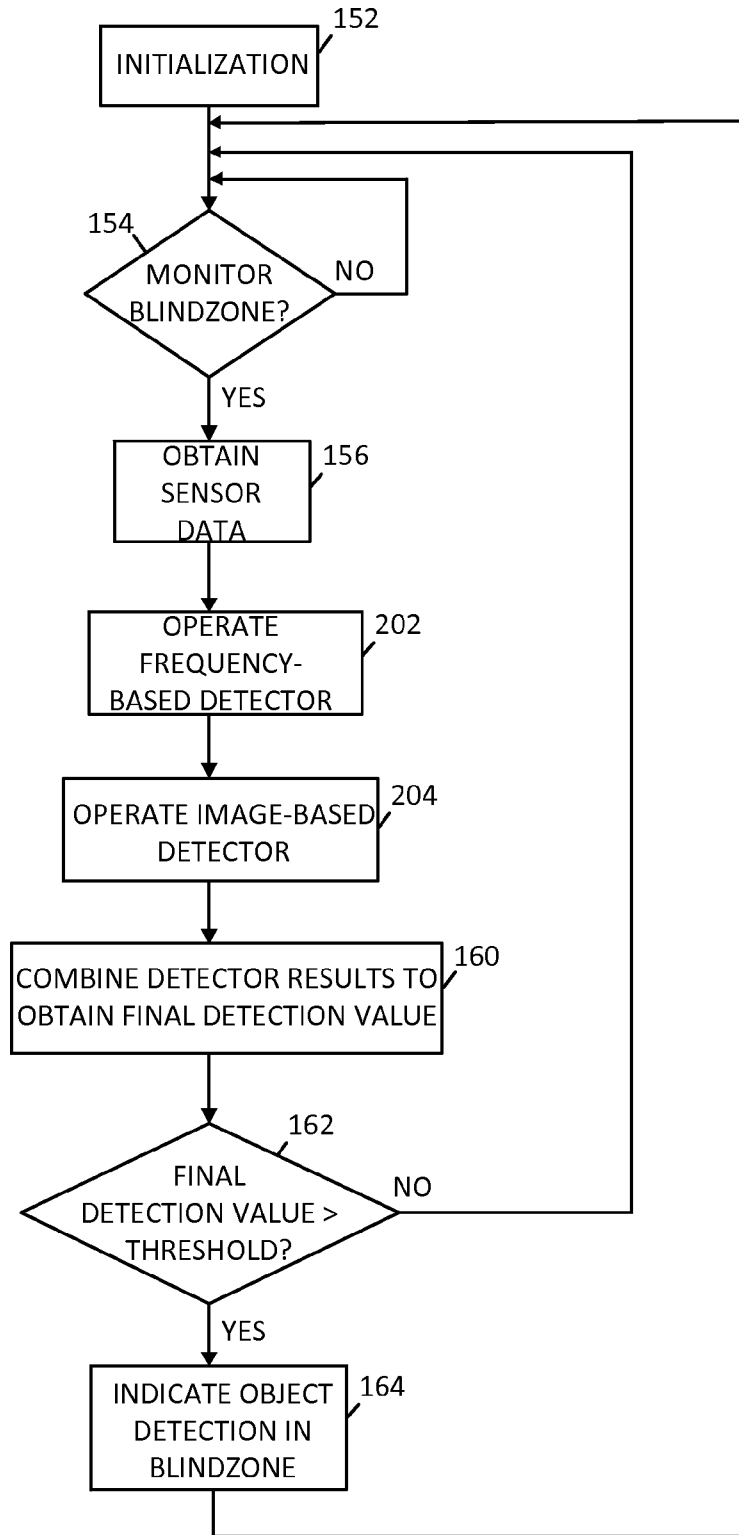 152
INITIALIZATION
154
MONITOR
BLINDZONE?
NO
YES
OBTAIN
SENSOR
DATA
156
OPERATE
FREQUENCY-
BASED DETECTOR
202
OPERATE IMAGE-BASED
DETECTOR
204
COMBINE DETECTOR RESULTS TO
OBTAIN FINAL DETECTION VALUE
160
162
FINAL
DETECTION VALUE >
THRESHOLD?
NO
YES
INDICATE OBJECT
DETECTION IN
BLINDZONE
164